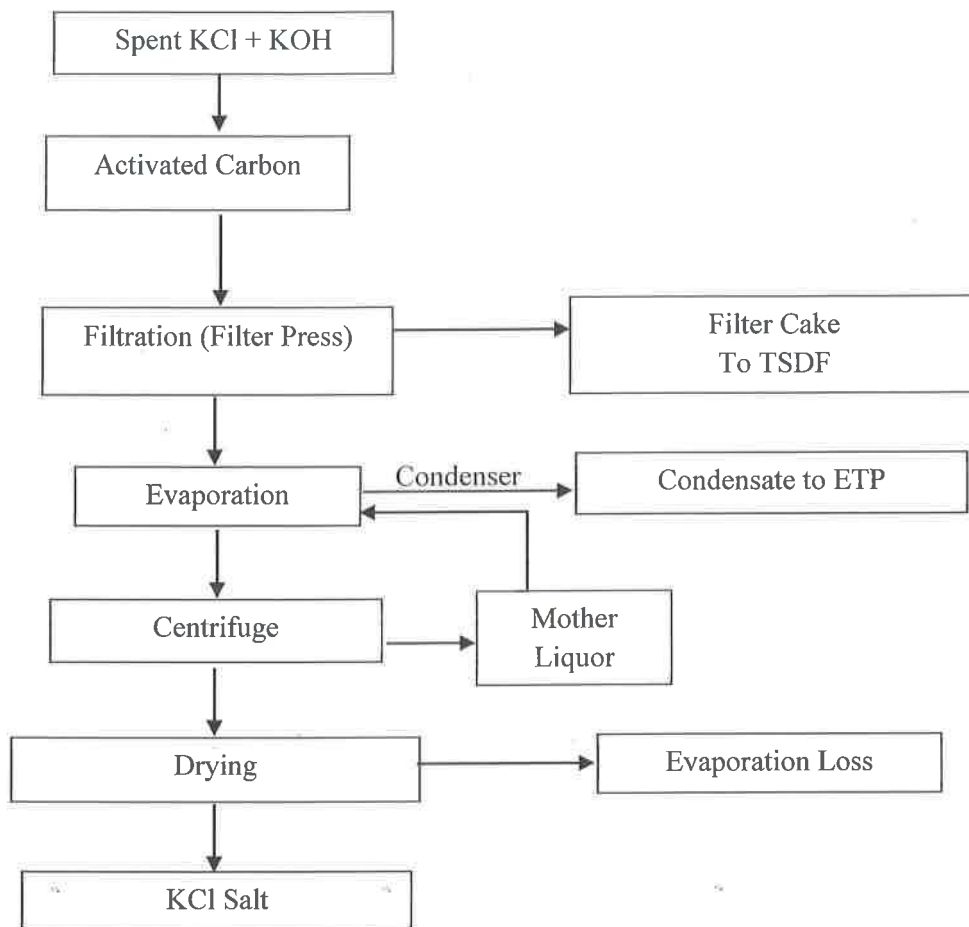 Spent KCl + KOH
Activated Carbon
Filtration (Filter Press)
Filter Cake
To TSDF
Evaporation
Condenser
Condensate to ETP
Centrifuge
Mother
Liquor
Drying
Evaporation Loss
KCl Salt